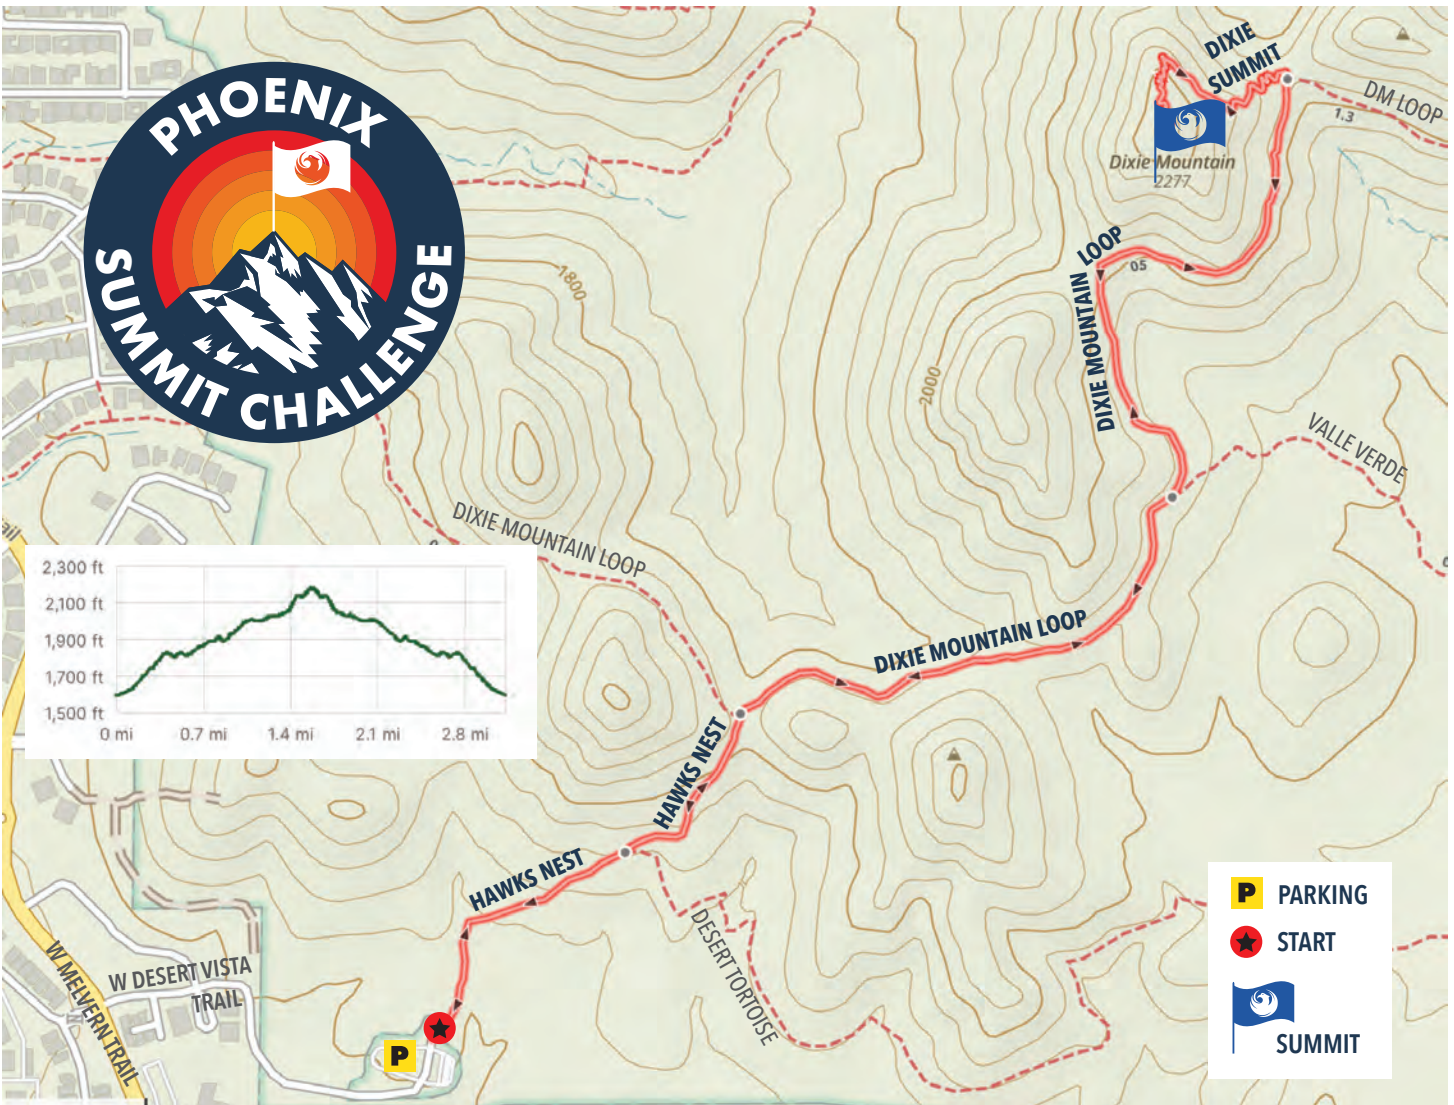 PHOENIX
SUMMIT CHALLENGE
DIXIE
SUMMIT
DM LOOP
1.3
Dixie Mountain
2277
DIXIE MOUNTAIN LOOP
05
1800
2000
VALLE VERDE
DIXIE MOUNTAIN LOOP
2,300 ft
2,100 ft
1,900 ft
1,700 ft
1,500 ft
0 mi
0.7 mi
1.4 mi
2.1 mi
2.8 mi
DIXIE MOUNTAIN LOOP
HAWKS NEST
HAWKS NEST
DESERT TORTOISE
W DESERT VISTA
TRAIL
W MELVERN TRAIL
P
P PARKING
START
SUMMIT